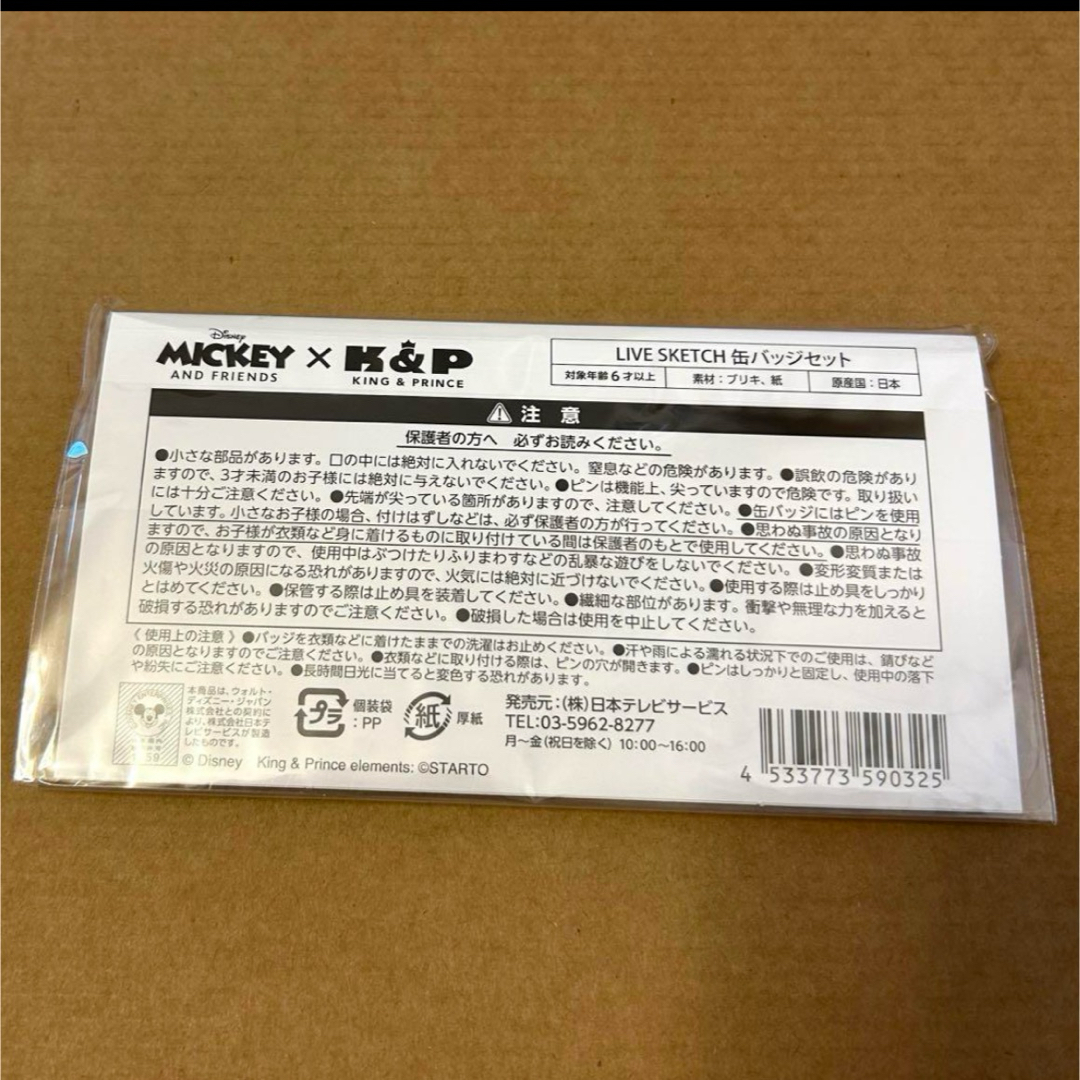 Disney
MICKEY × K&P
AND FRIENDS KING & PRINCE
LIVE SKETCH 缶バッジセット
対象年齢6才以上 素材：ブリキ、紙 原産国：日本
注 意
保護者の方へ 必ずお読みください。
●小さな部品があります。口の中には絶対に入れないでください。窒息などの危険があります。●誤飲の危険があり
ますので、3才未満のお子様には絶対に与えないでください。●ピンは機能上、尖っていますので危険です。取り扱い
には十分ご注意ください。●先端が尖っている箇所がありますので、注意してください。●缶バッジにはピンを使用
しています。小さなお子様の場合、付けはずしなどは、必ず保護者の方が行ってください。●思わぬ事故の原因となり
ますので、お子様が衣類など身に着けるものに取り付けている間は保護者のもとで使用してください。●思わぬ事故
の原因となりますので、使用中はぶつけたりふりまわすなどの乱暴な遊びをしないでください。●変形変質または
火傷や火災の原因になる恐れがありますので、火気には絶対に近づけないでください。●使用する際は止め具をしっかり
とはめてください。●保管する際は止め具を装着してください。●繊細な部位があります。衝撃や無理な力を加えると
破損する恐れがありますのでご注意ください。●破損した場合は使用を中止してください。
《 使用上の注意 》●バッジを衣類などに着けたままでの洗濯はお止めください。●汗や雨による濡れる状況下でのご使用は、錆びなど
の原因となりますのでご注意ください。●衣類などに取り付ける際は、ピンの穴が開きます。●ピンはしっかりと固定し、使用中の落下
や紛失にご注意ください。●長時間日光に当てると変色する恐れがあります。
本商品は、ウォルト・
ディズニー・ジャパン
株式会社との契約に
より、株式会社日本テ
レビサービスが製造
したものです。
プラ 個装袋
：PP
紙 厚紙
発売元：(株)日本テレビサービス
TEL:03-5962-8277
月〜金(祝日を除く) 10:00〜16:00
© Disney King & Prince elements: ©STARTO
4 533773 590325